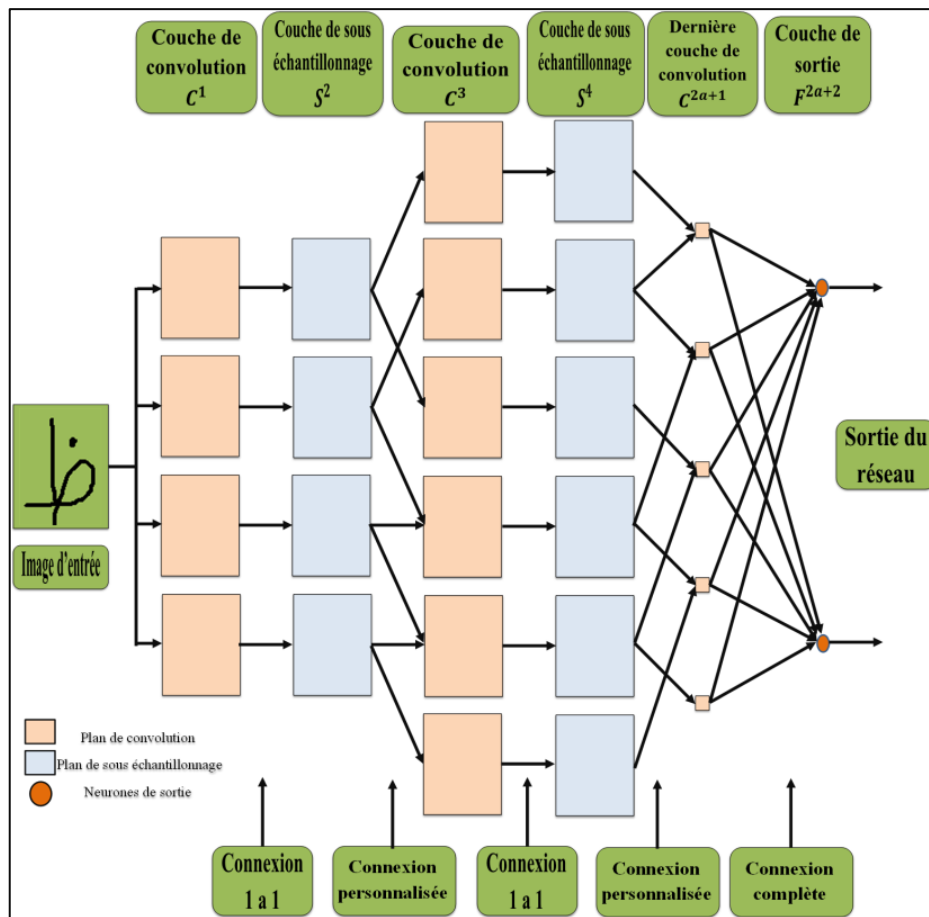 Couche de
convolution
C¹
Couche de sous
échantillonnage
S²
Couche de
convolution
C³
Couche de sous
échantillonnage
S⁴
Dernière
couche de
convolution
C²ᵃ⁺¹
Couche de
sortie
F²ᵃ⁺²
Image d'entrée
Sortie du
réseau
Plan de convolution
Plan de sous échantillonnage
Neurones de sortie
Connexion
1 a 1
Connexion
personnalisée
Connexion
1 a 1
Connexion
personnalisée
Connexion
complète